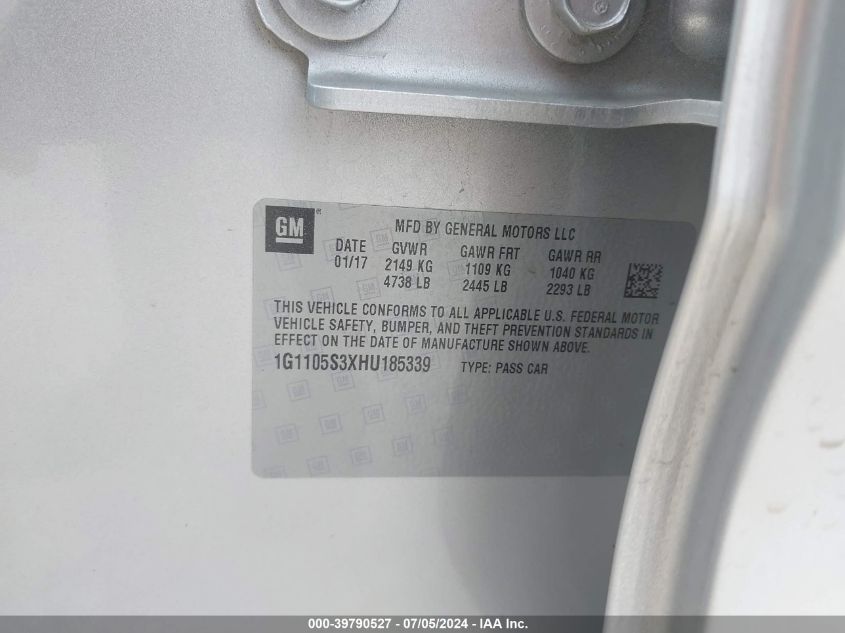 GM
MFD BY GENERAL MOTORS LLC
DATE GVWR GAWR FRT GAWR RR
01/17 2149 KG 1109 KG 1040 KG
4738 LB 2445 LB 2293 LB
THIS VEHICLE CONFORMS TO ALL APPLICABLE U.S. FEDERAL MOTOR
VEHICLE SAFETY, BUMPER, AND THEFT PREVENTION STANDARDS IN
EFFECT ON THE DATE OF MANUFACTURE SHOWN ABOVE.
1G1105S3XHU185339 TYPE: PASS CAR
000-39790527 - 07/05/2024 - IAA Inc.